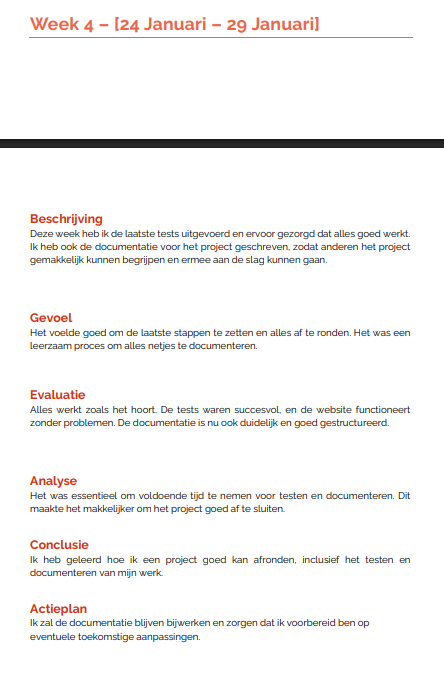 Week 4 – [24 Januari – 29 Januari]
Beschrijving
Deze week heb ik de laatste tests uitgevoerd en ervoor gezorgd dat alles goed werkt.
Ik heb ook de documentatie voor het project geschreven, zodat anderen het project
gemakkelijk kunnen begrijpen en ermee aan de slag kunnen gaan.
Gevoel
Het voelde goed om de laatste stappen te zetten en alles af te ronden. Het was een
leerzaam proces om alles netjes te documenteren.
Evaluatie
Alles werkt zoals het hoort. De tests waren succesvol, en de website functioneert
zonder problemen. De documentatie is nu ook duidelijk en goed gestructureerd.
Analyse
Het was essentieel om voldoende tijd te nemen voor testen en documenteren. Dit
maakte het makkelijker om het project goed af te sluiten.
Conclusie
Ik heb geleerd hoe ik een project goed kan afronden, inclusief het testen en
documenteren van mijn werk.
Actieplan
Ik zal de documentatie blijven bijwerken en zorgen dat ik voorbereid ben op
eventuele toekomstige aanpassingen.